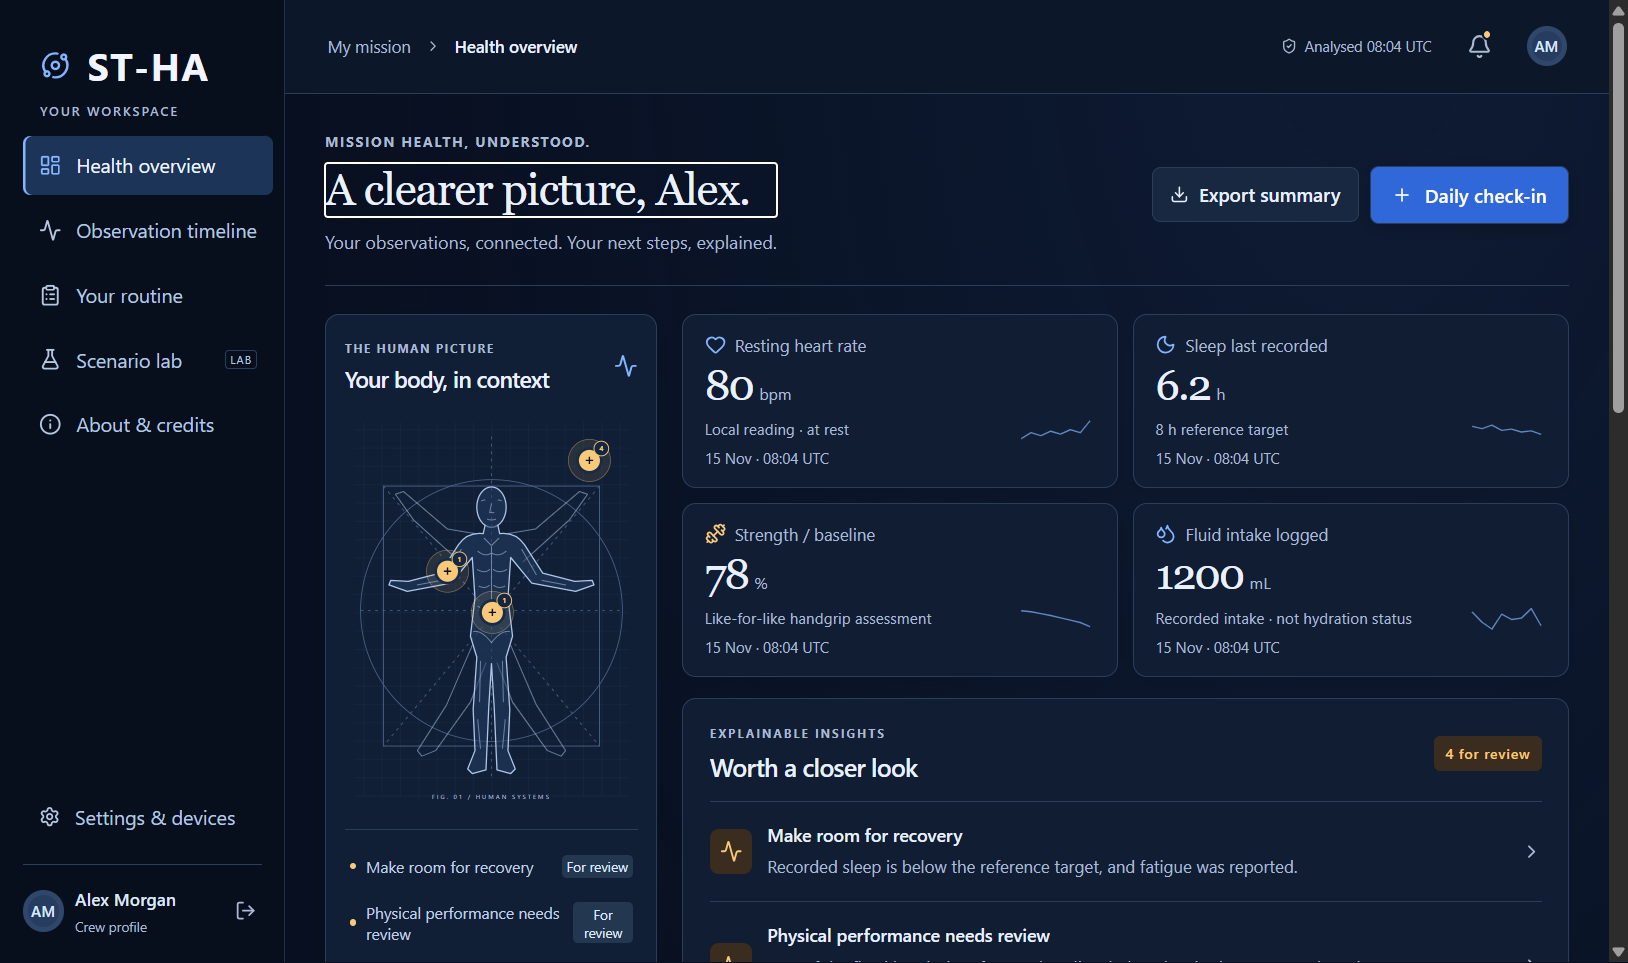 ST-HA
YOUR WORKSPACE
Health overview
Observation timeline
Your routine
Scenario lab
LAB
About & credits
Settings & devices
AM
Alex Morgan
Crew profile
My mission
Health overview
Analysed 08:04 UTC
AM
MISSION HEALTH, UNDERSTOOD.
A clearer picture, Alex.
Your observations, connected. Your next steps, explained.
Export summary
Daily check-in
THE HUMAN PICTURE
Your body, in context
4
1
1
FIG. 01 / HUMAN SYSTEMS
Make room for recovery
For review
Physical performance needs
review
For
review
Resting heart rate
80 bpm
Local reading · at rest
15 Nov · 08:04 UTC
Sleep last recorded
6.2 h
8 h reference target
15 Nov · 08:04 UTC
Strength / baseline
78 %
Like-for-like handgrip assessment
15 Nov · 08:04 UTC
Fluid intake logged
1200 mL
Recorded intake · not hydration status
15 Nov · 08:04 UTC
EXPLAINABLE INSIGHTS
Worth a closer look
4 for review
Make room for recovery
Recorded sleep is below the reference target, and fatigue was reported.
Physical performance needs review